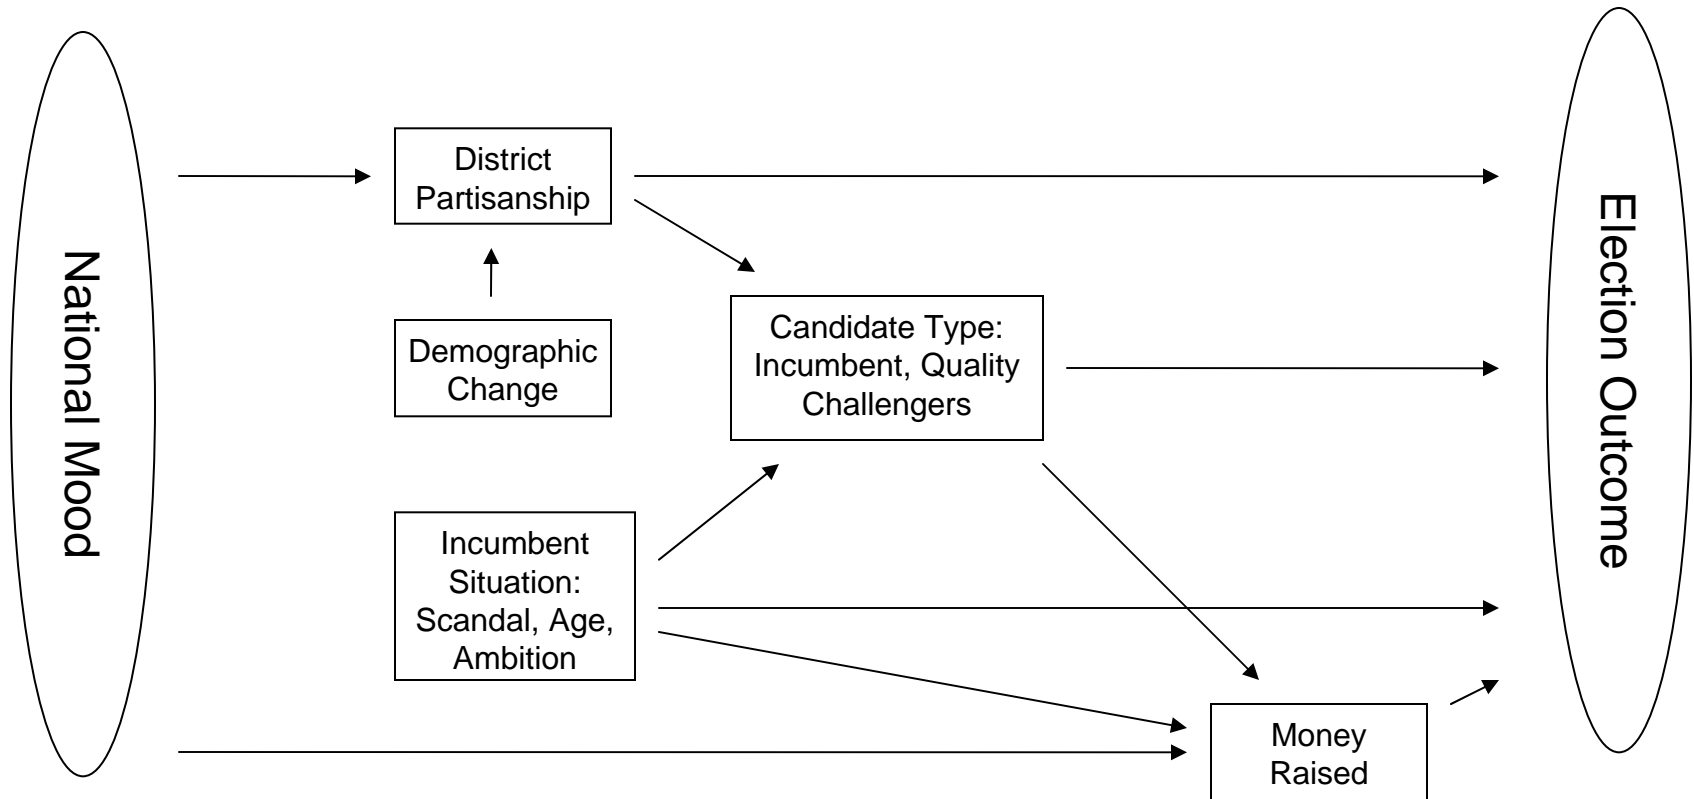 National Mood
District
Partisanship
Demographic
Change
Incumbent
Situation:
Scandal, Age,
Ambition
Candidate Type:
Incumbent, Quality
Challengers
Money
Raised
Election Outcome